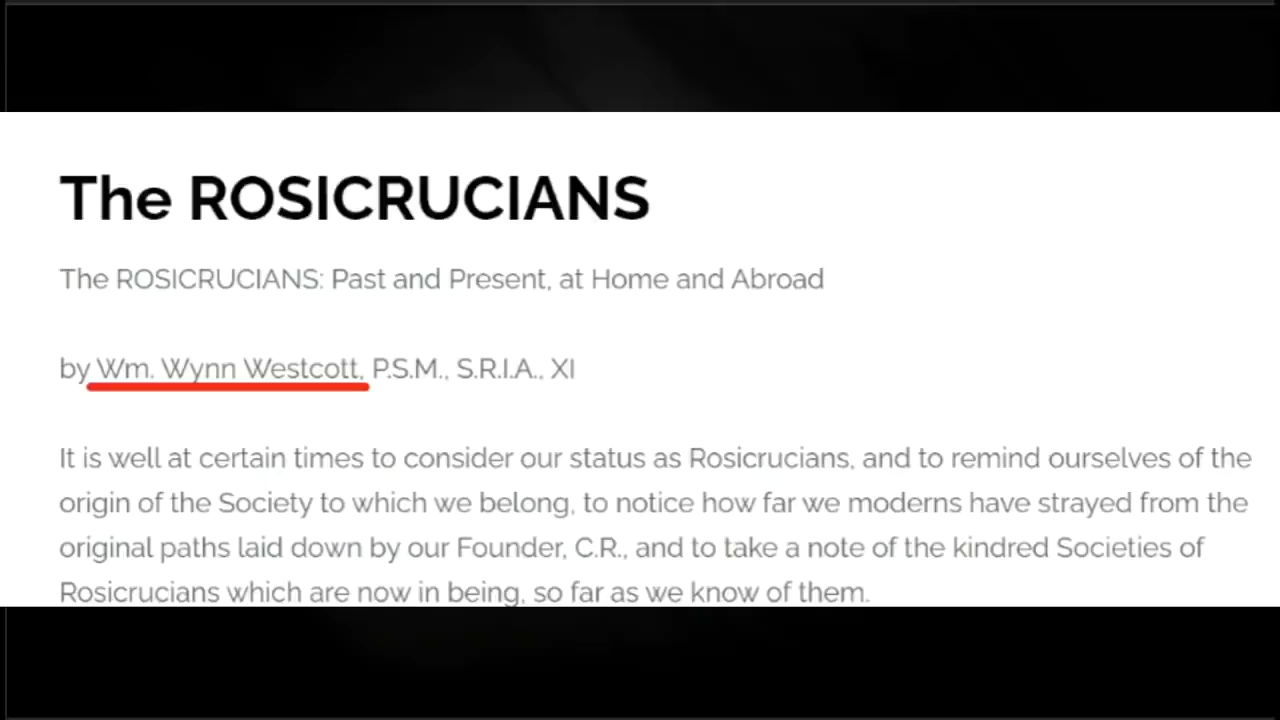 The ROSICRUCIANS
The ROSICRUCIANS: Past and Present, at Home and Abroad
by Wm. Wynn Westcott, P.S.M., S.R.I.A., XI
It is well at certain times to consider our status as Rosicrucians, and to remind ourselves of the
origin of the Society to which we belong, to notice how far we moderns have strayed from the
original paths laid down by our Founder, C.R., and to take a note of the kindred Societies of
Rosicrucians which are now in being, so far as we know of them.